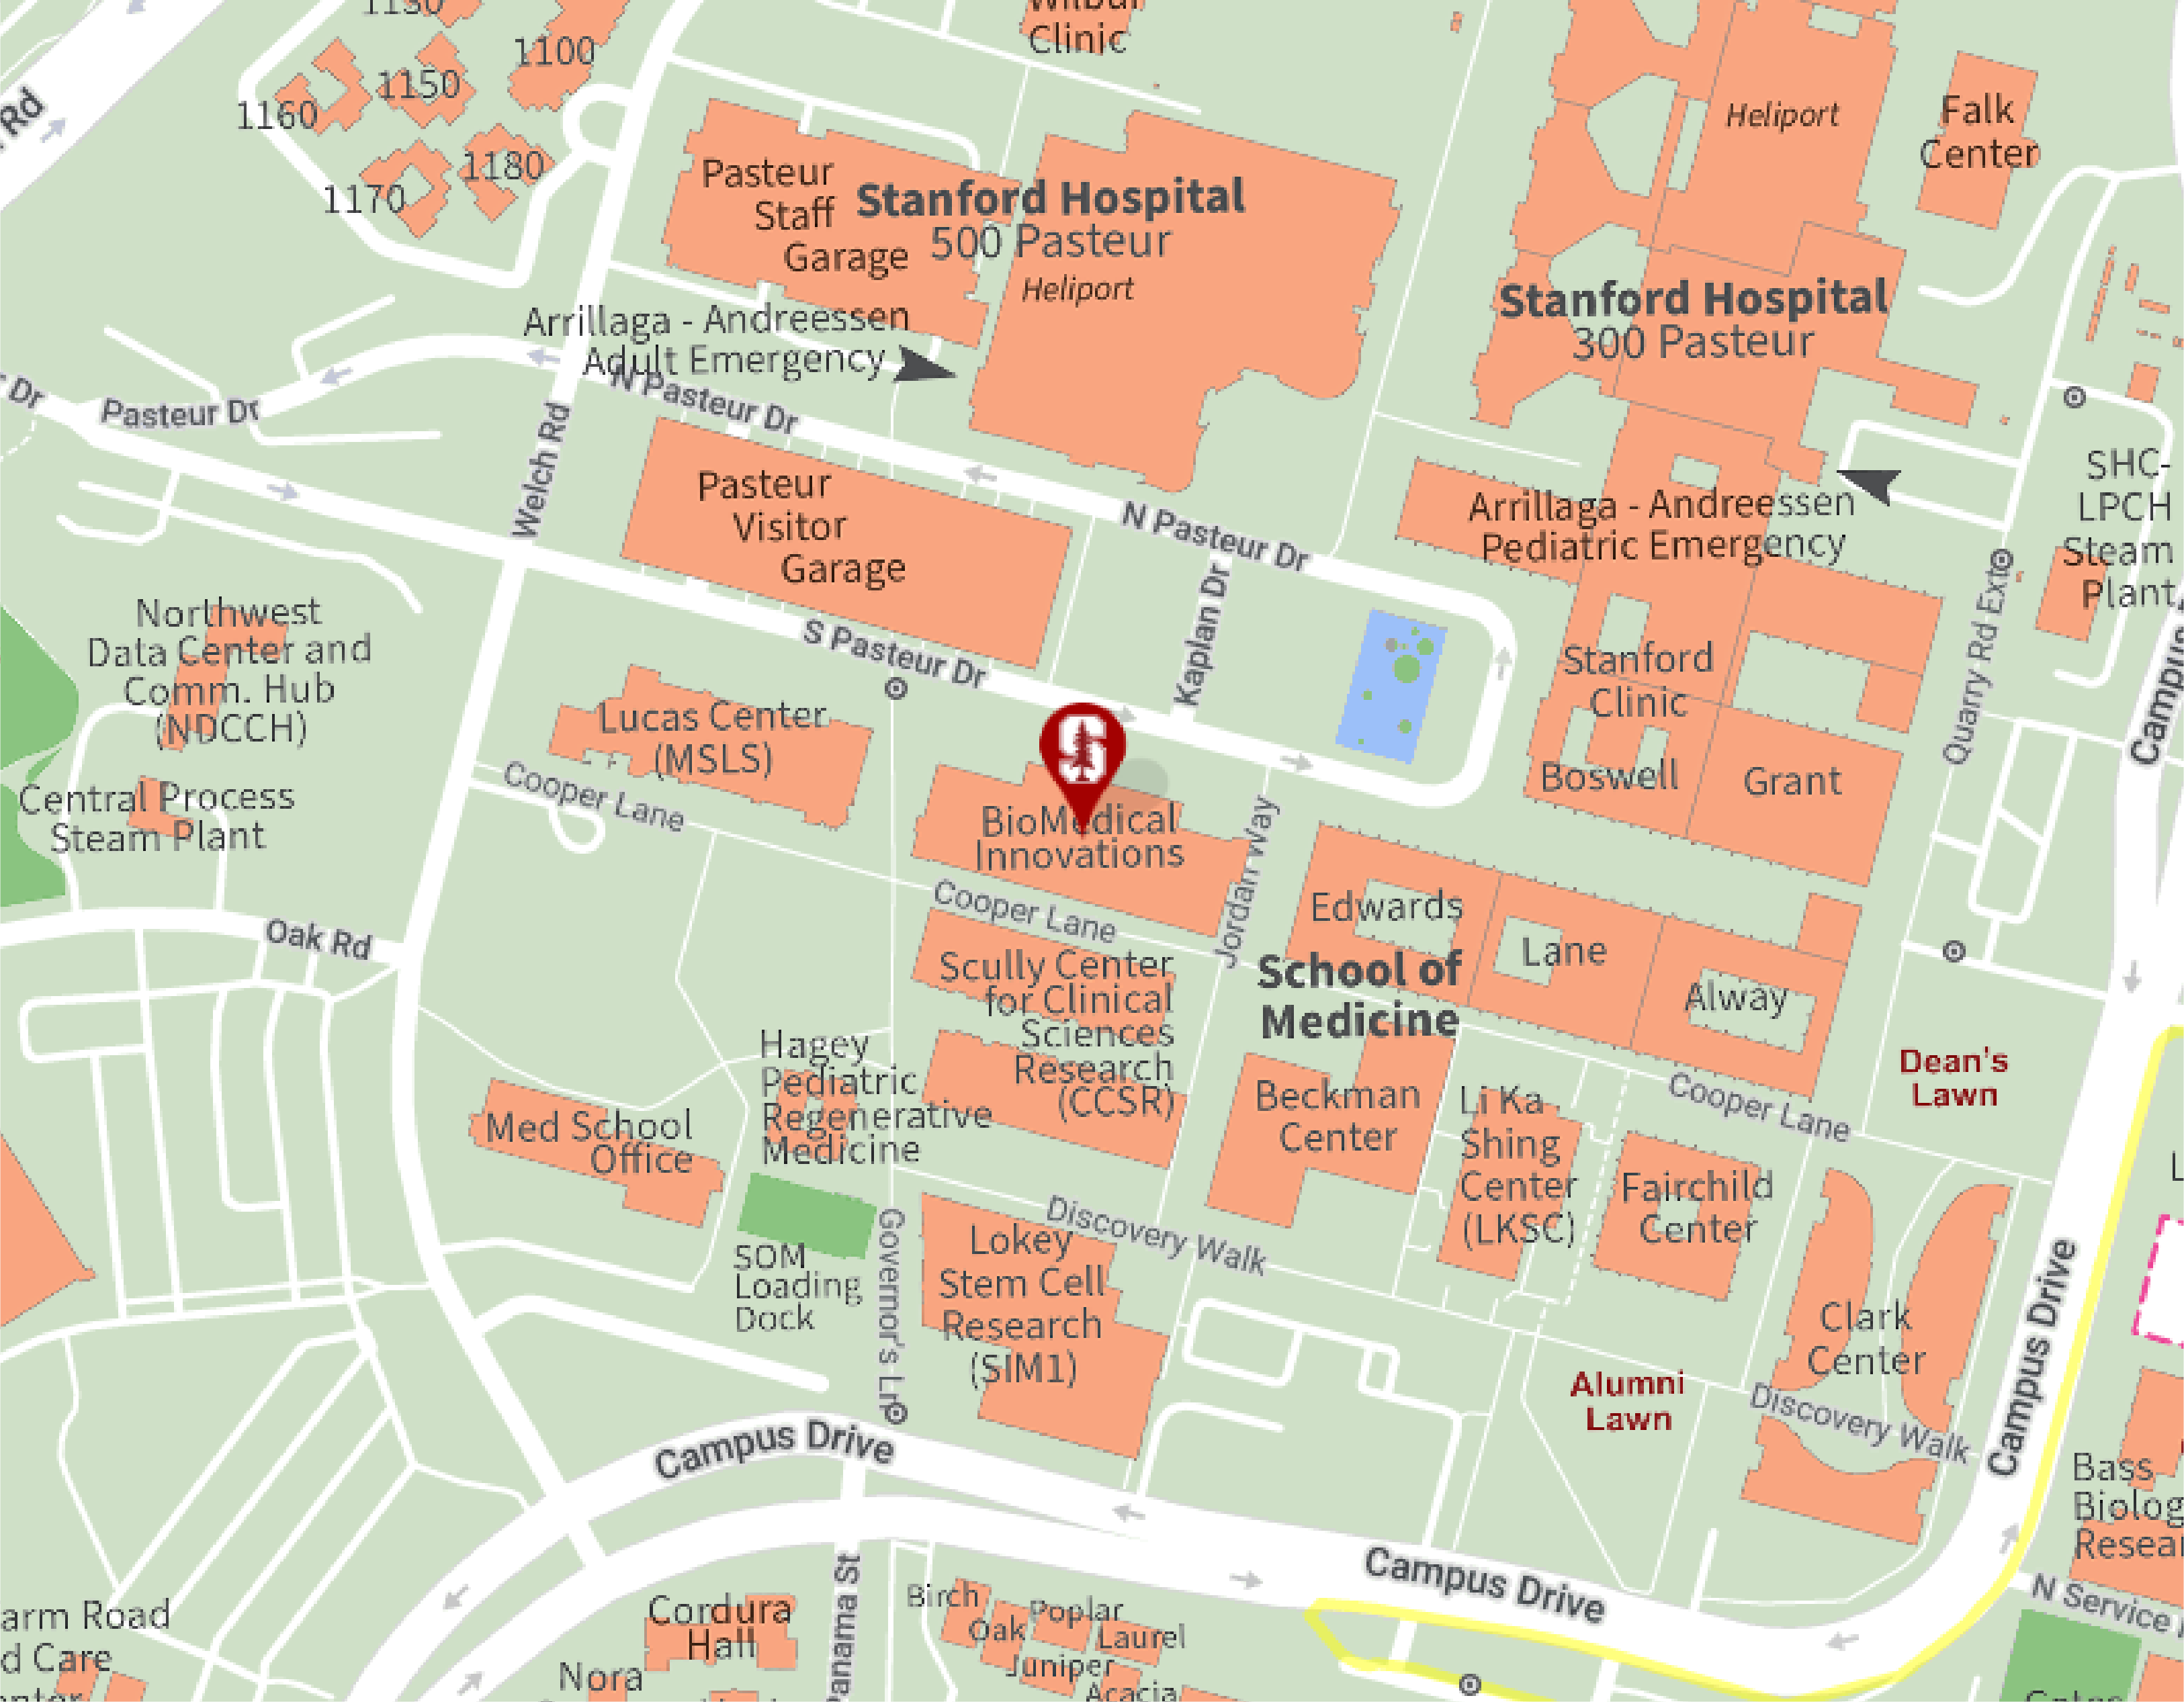 1100
1150
1160
1180
1170
Clinic
Heliport
Falk
Center
Rd
Pasteur
Staff
Garage
Stanford Hospital
500 Pasteur
Heliport
Stanford Hospital
300 Pasteur
Arrillaga - Andreessen
Adult Emergency
N Pasteur Dr
Dr
Pasteur Dr
Welch Rd
Pasteur
Visitor
Garage
N Pasteur Dr
Arrillaga - Andreessen
Pediatric Emergency
SHC-
LPCH
Steam
Plant
Northwest
Data Center and
Comm. Hub
(NDCCH)
S Pasteur Dr
Kaplan Dr
Stanford
Clinic
Quarry Rd Ext
Campus
Lucas Center
(MSLS)
Boswell
Grant
Central Process
Steam Plant
Cooper Lane
S
BioMedical
Innovations
Jordan Way
Cooper Lane
Edwards
Lane
Alway
Oak Rd
Scully Center
for Clinical
Sciences
Research
(CCSR)
School of
Medicine
Dean's
Lawn
Hagey
Pediatric
Regenerative
Medicine
Beckman
Center
Li Ka
Shing
Center
(LKSC)
Cooper Lane
Med School
Office
Fairchild
Center
Discovery Walk
SOM
Loading
Dock
Governor's Ln
Lokey
Stem Cell
Research
(SIM1)
Clark
Center
Campus Drive
Alumni
Lawn
Discovery Walk
Campus Drive
Bass
Biolog
Resea
Campus Drive
N Service
Panama St
Cordura
Hall
Nora
Birch
Oak
Poplar
Laurel
Juniper
Acacia
arm Road
d Care